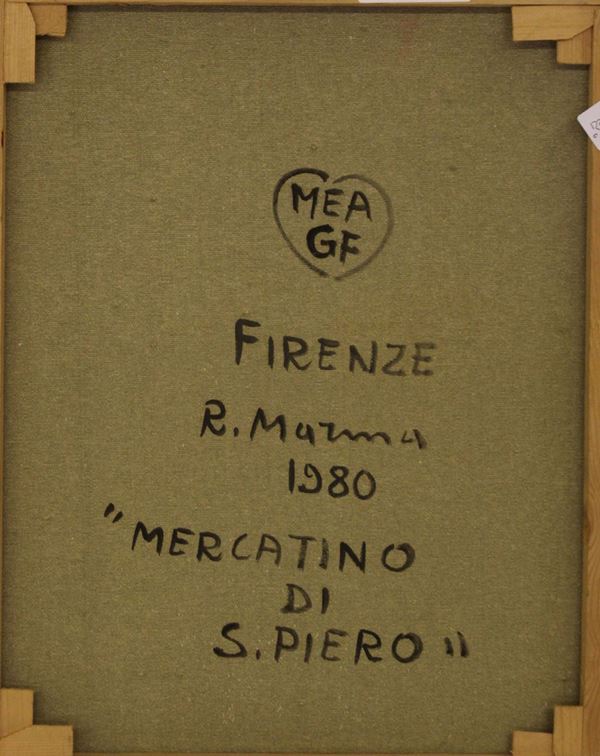 MEA
GF
FIRENZE
R. Marma
1980
"MERCATINO
DI
S. PIERO"